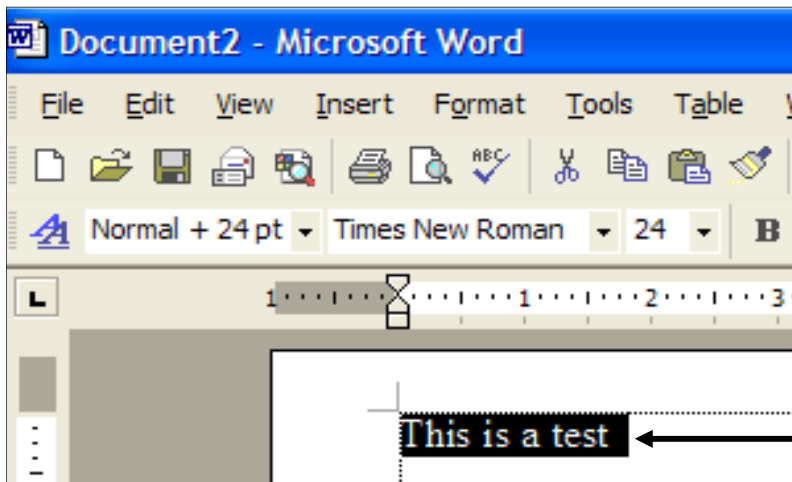 Document2 - Microsoft Word
File Edit View Insert Format Tools Table
ABC
Normal + 24 pt Times New Roman 24 B
1 1 2 3
This is a test